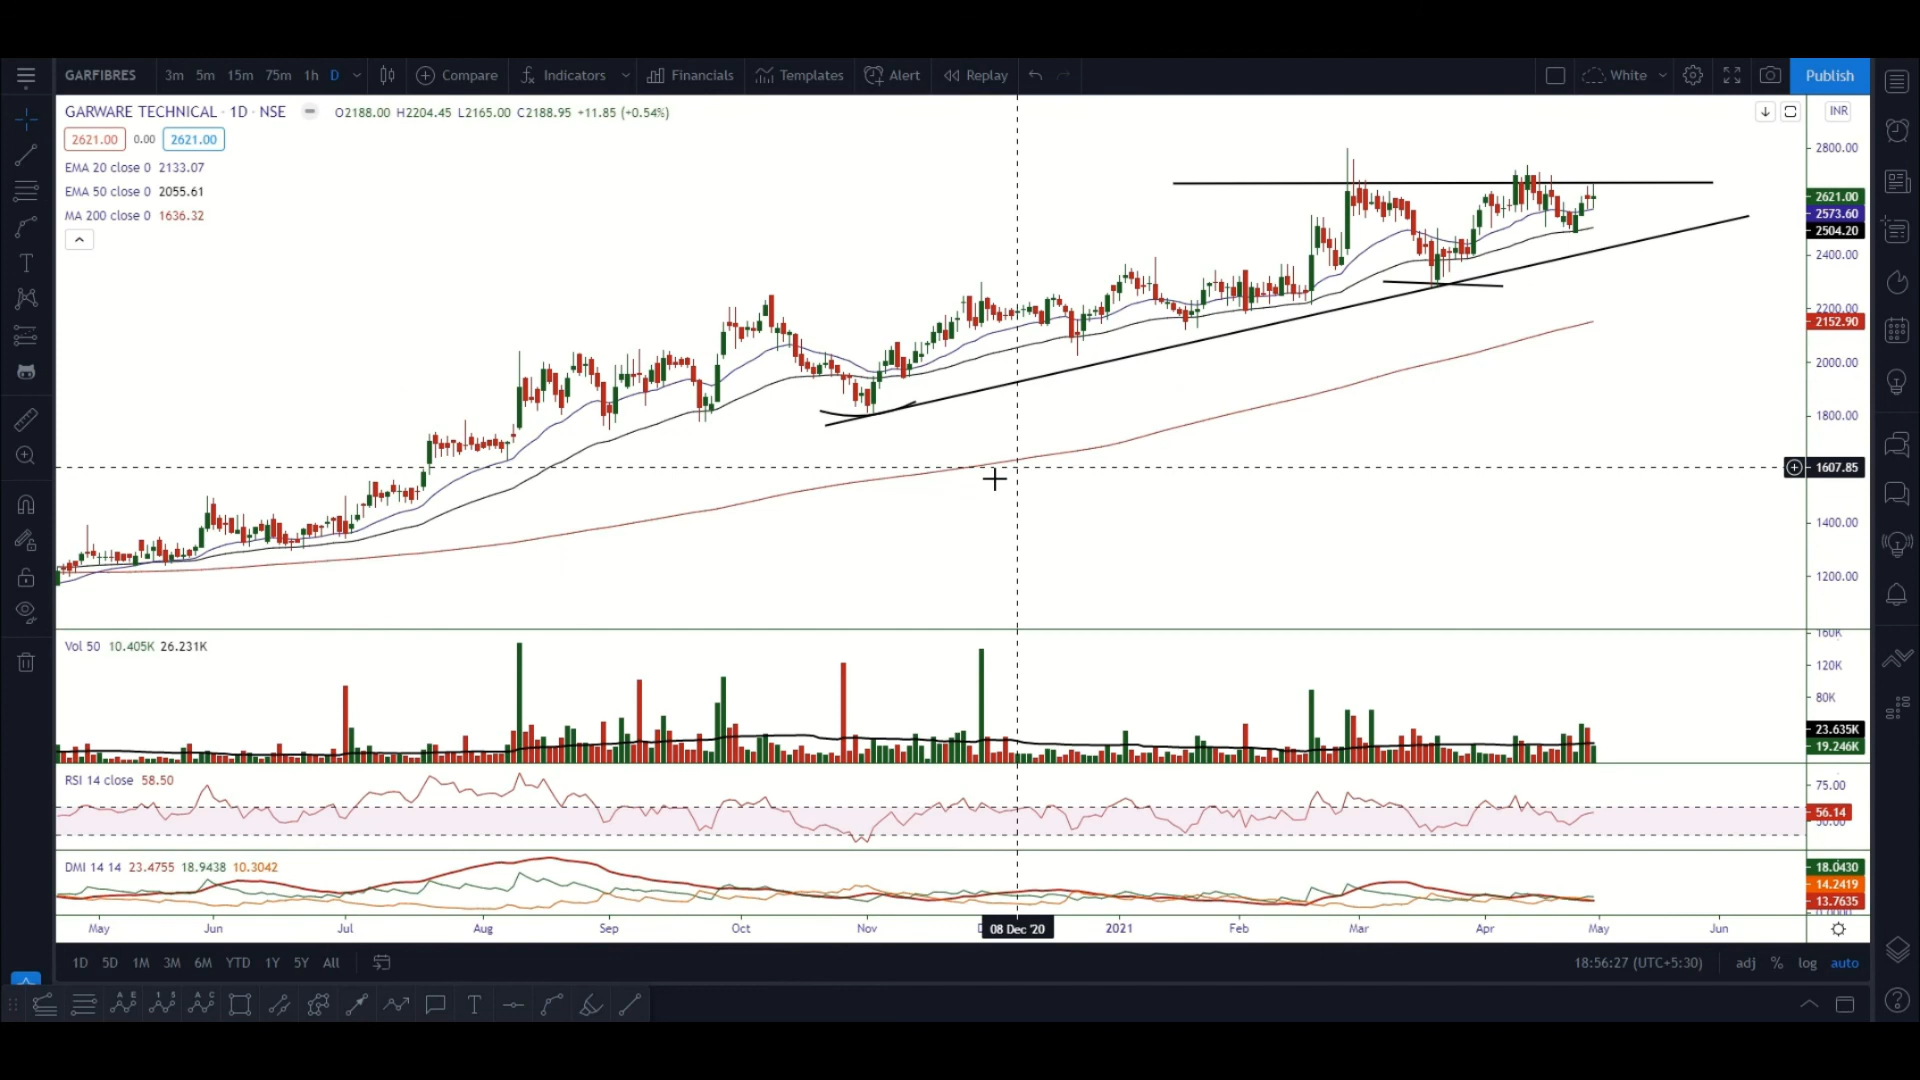 GARFIBRES 3m 5m 15m 75m 1h D Compare Indicators Financials Templates Alert Replay White Publish
GARWARE TECHNICAL · 1D · NSE O2188.00 H2204.45 L2165.00 C2188.95 +11.85 (+0.54%) INR
2621.00 0.00 2621.00
EMA 20 close 0 2133.07
EMA 50 close 0 2055.61
MA 200 close 0 1636.32
2800.00
2621.00
2573.60
2504.20
2400.00
2200.00
2152.90
2000.00
1800.00
1607.85
1400.00
1200.00
Vol 50 10.405K 26.231K
160K
120K
80K
23.635K
19.246K
RSI 14 close 58.50
75.00
56.14
50.00
DMI 14 14 23.4755 18.9438 10.3042
18.0430
14.2419
13.7635
0.0000
May Jun Jul Aug Sep Oct Nov 08 Dec '20 2021 Feb Mar Apr May Jun
1D 5D 1M 3M 6M YTD 1Y 5Y All 18:56:27 (UTC+5:30) adj % log auto